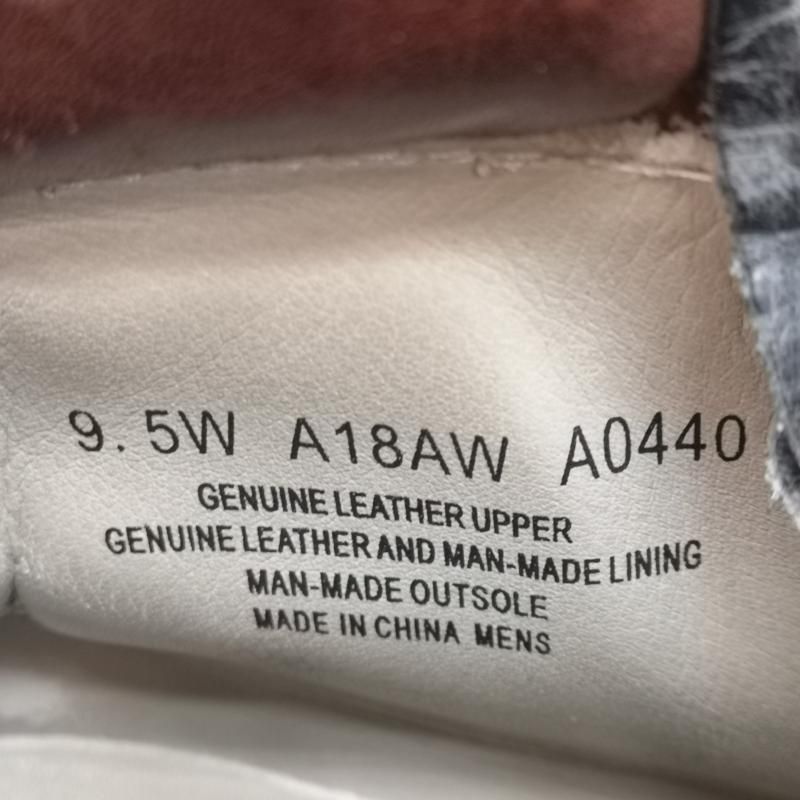 9.5W A18AW A0440
GENUINE LEATHER UPPER
GENUINE LEATHER AND MAN-MADE LINING
MAN-MADE OUTSOLE
MADE IN CHINA MENS